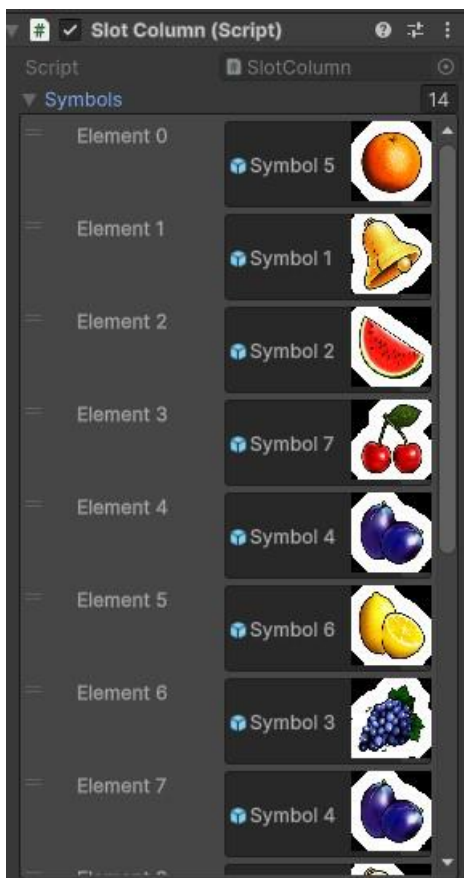 # Slot Column (Script)
Script SlotColumn
Symbols 14
Element 0 Symbol 5
Element 1 Symbol 1
Element 2 Symbol 2
Element 3 Symbol 7
Element 4 Symbol 4
Element 5 Symbol 6
Element 6 Symbol 3
Element 7 Symbol 4